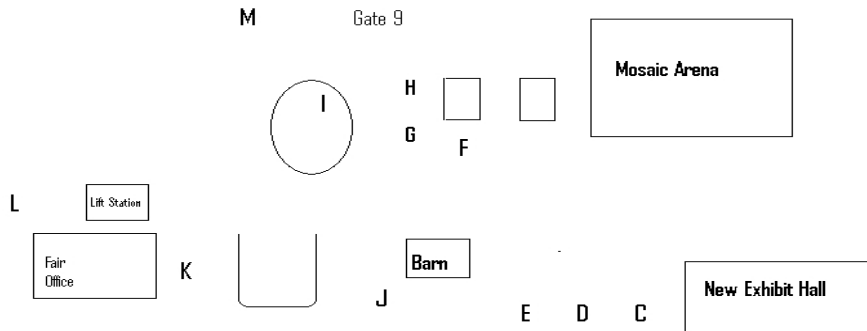 M Gate 9
Mosaic Arena
H
I
G
F
L
Lift Station
Fair
Office
K
Barn
J
E D C
New Exhibit Hall